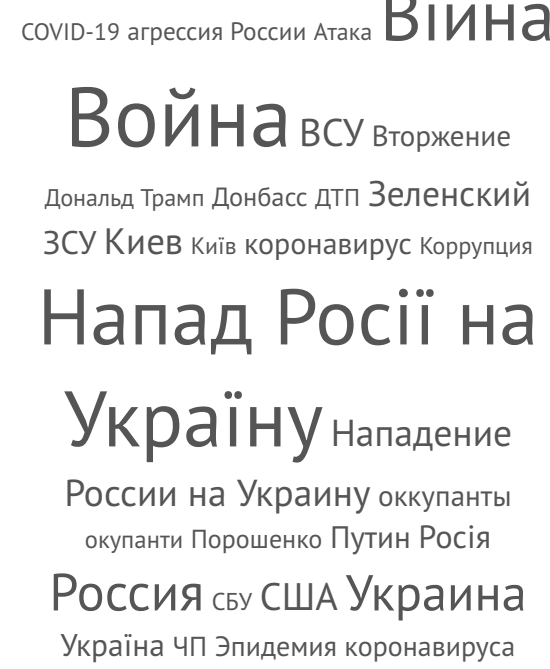 COVID-19 агрессия России Атака Війна
Война ВСУ Вторжение
Дональд Трамп Донбасс ДТП Зеленский
ЗСУ Киев Київ коронавирус Коррупция
Напад Росії на
Україну Нападение
России на Украину оккупанты
окупанти Порошенко Путин Росія
Россия СБУ США Украина
Україна ЧП Эпидемия коронавируса